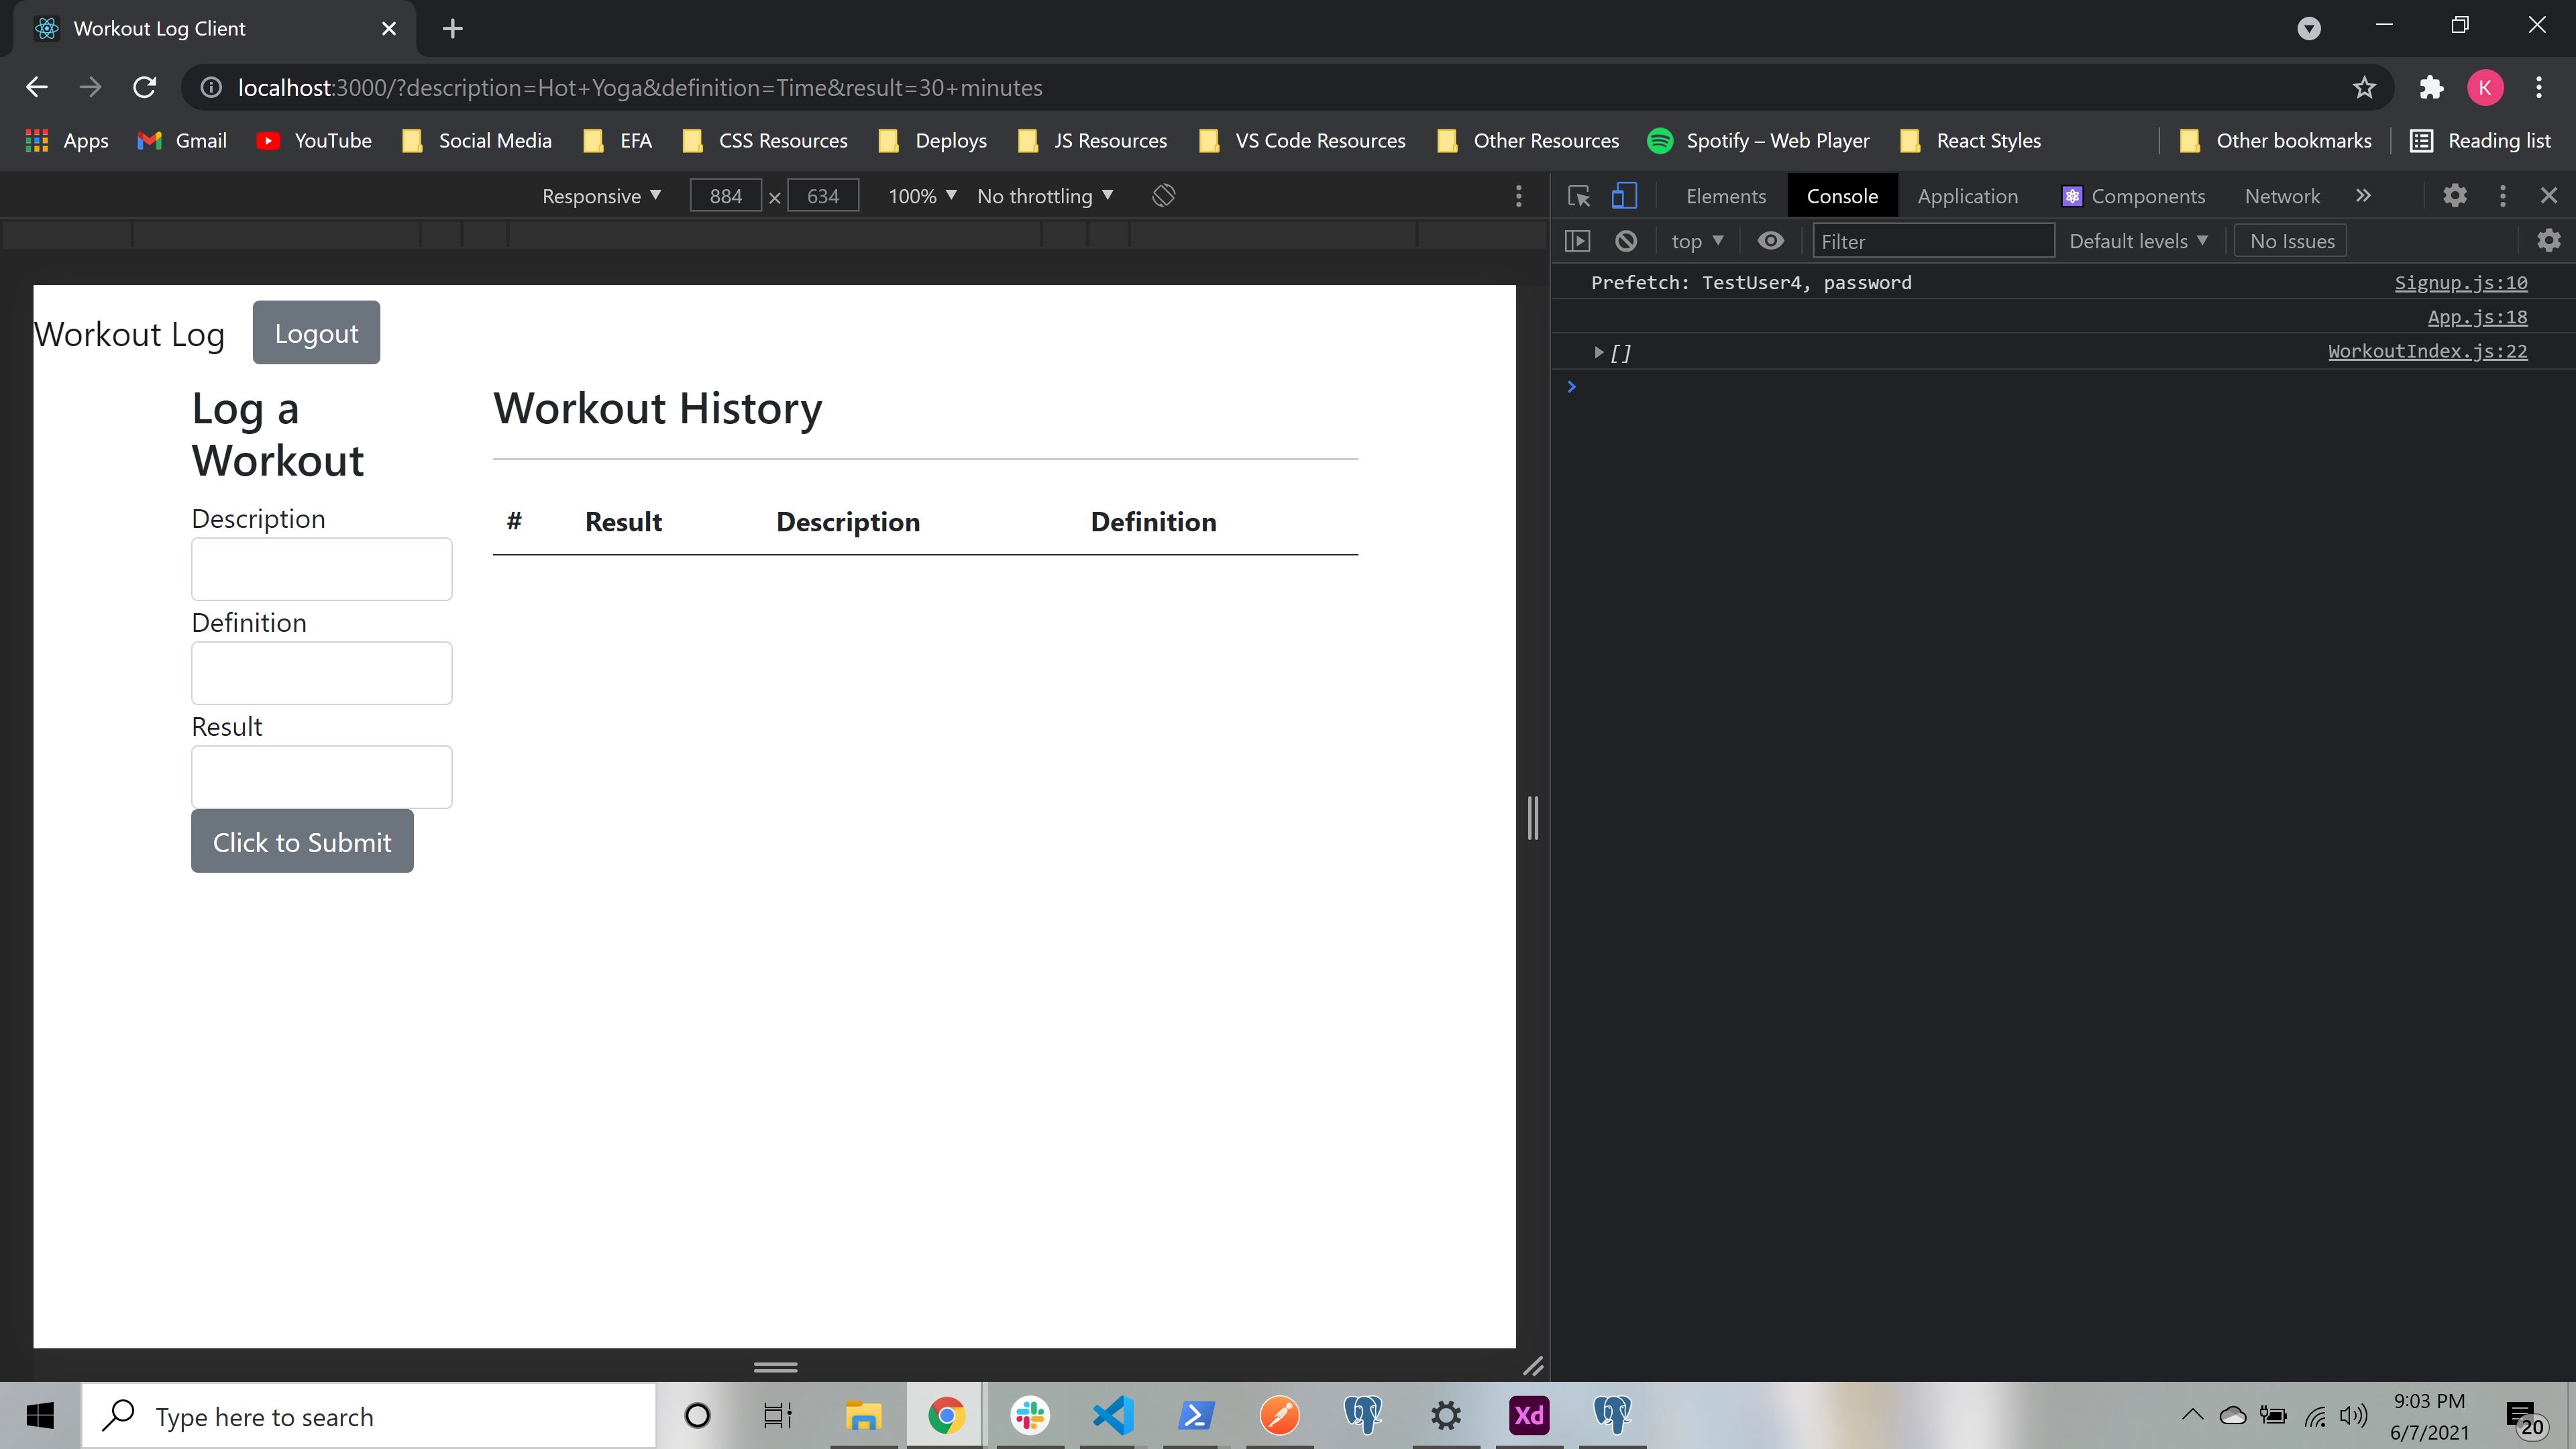 Workout Log Client
localhost:3000/?description=Hot+Yoga&definition=Time&result=30+minutes
K
Apps Gmail YouTube Social Media EFA CSS Resources Deploys JS Resources VS Code Resources Other Resources Spotify – Web Player React Styles Other bookmarks Reading list
Responsive 884 × 634 100% No throttling
Elements Console Application Components Network
top Filter Default levels No Issues
Prefetch: TestUser4, password Signup.js:10
App.js:18
[] WorkoutIndex.js:22
Workout Log Logout
Log a
Workout
Description
Definition
Result
Click to Submit
Workout History
# Result Description Definition
Type here to search
Xd
9:03 PM
6/7/2021
20